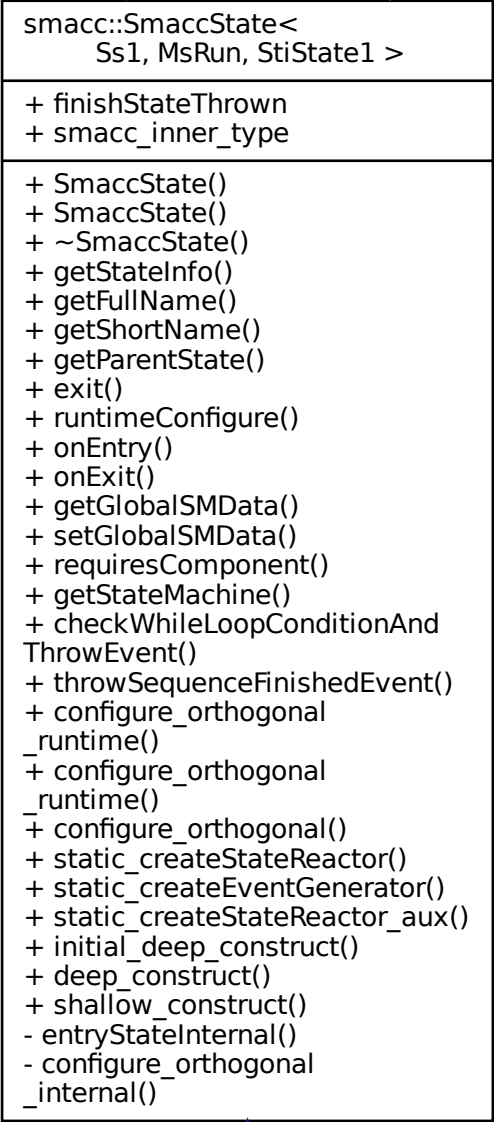 smacc::SmaccState<
Ss1, MsRun, StiState1 >
+ finishStateThrown
+ smacc_inner_type
+ SmaccState()
+ SmaccState()
+ ~SmaccState()
+ getStateInfo()
+ getFullName()
+ getShortName()
+ getParentState()
+ exit()
+ runtimeConfigure()
+ onEntry()
+ onExit()
+ getGlobalSMData()
+ setGlobalSMData()
+ requiresComponent()
+ getStateMachine()
+ checkWhileLoopConditionAnd
ThrowEvent()
+ throwSequenceFinishedEvent()
+ configure_orthogonal
_runtime()
+ configure_orthogonal
_runtime()
+ configure_orthogonal()
+ static_createStateReactor()
+ static_createEventGenerator()
+ static_createStateReactor_aux()
+ initial_deep_construct()
+ deep_construct()
+ shallow_construct()
- entryStateInternal()
- configure_orthogonal
_internal()